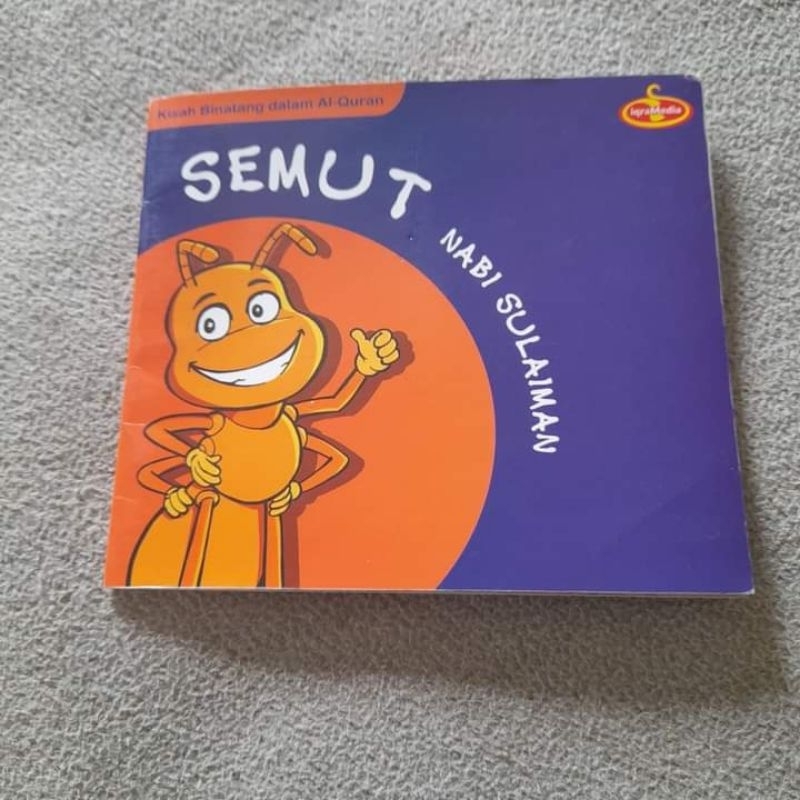 Kisah Binatang dalam Al-Quran
IqraMedia
SEMUT
NABI SULAIMAN